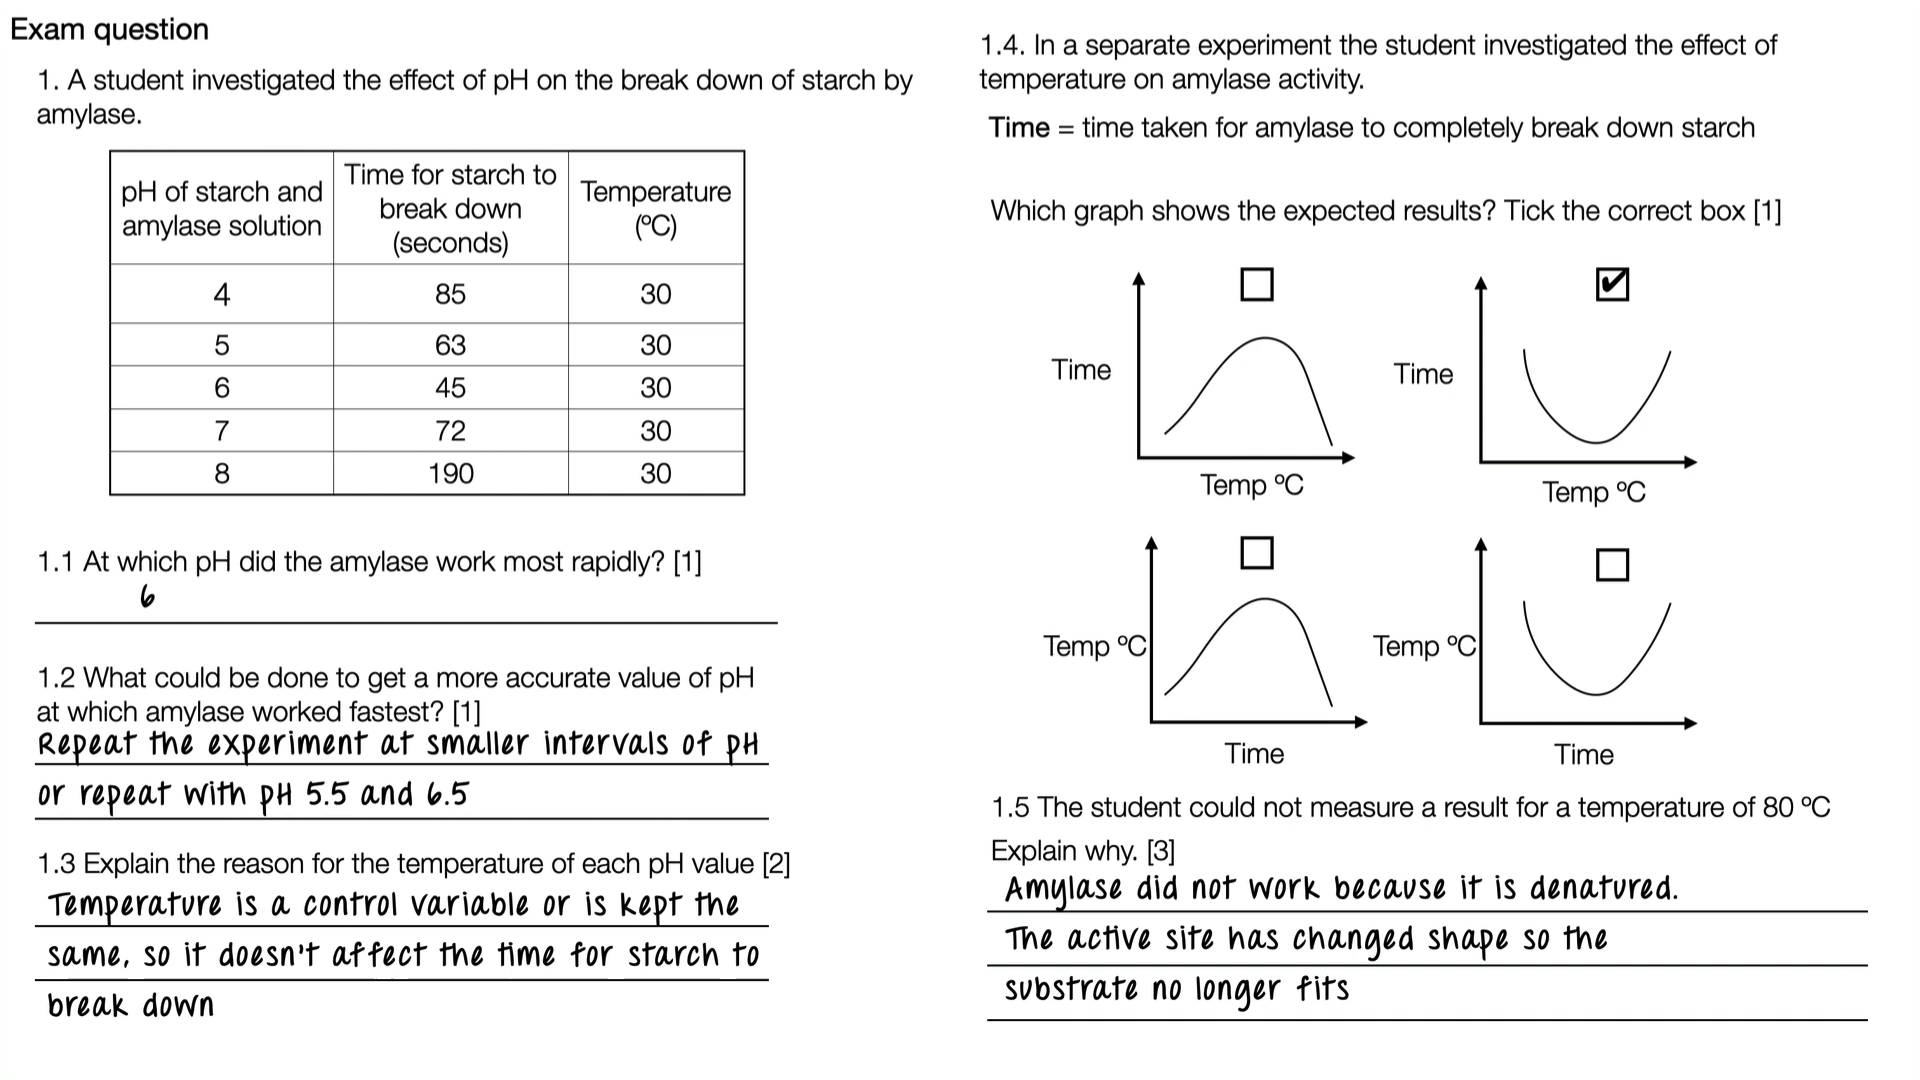 Exam question
1. A student investigated the effect of pH on the break down of starch by
amylase.
pH of starch and amylase solution | Time for starch to break down (seconds) | Temperature (ºC)
4 85 30
5 63 30
6 45 30
7 72 30
8 190 30
1.1 At which pH did the amylase work most rapidly? [1]
6
1.2 What could be done to get a more accurate value of pH
at which amylase worked fastest? [1]
Repeat the experiment at smaller intervals of pH
or repeat with pH 5.5 and 6.5
1.3 Explain the reason for the temperature of each pH value [2]
Temperature is a control variable or is kept the
same, so it doesn't affect the time for starch to
break down
1.4. In a separate experiment the student investigated the effect of
temperature on amylase activity.
Time = time taken for amylase to completely break down starch
Which graph shows the expected results? Tick the correct box [1]
Time
Temp ºC
Time
Temp ºC
Temp ºC
Time
Temp ºC
Time
1.5 The student could not measure a result for a temperature of 80 ºC
Explain why. [3]
Amylase did not work because it is denatured.
The active site has changed shape so the
substrate no longer fits